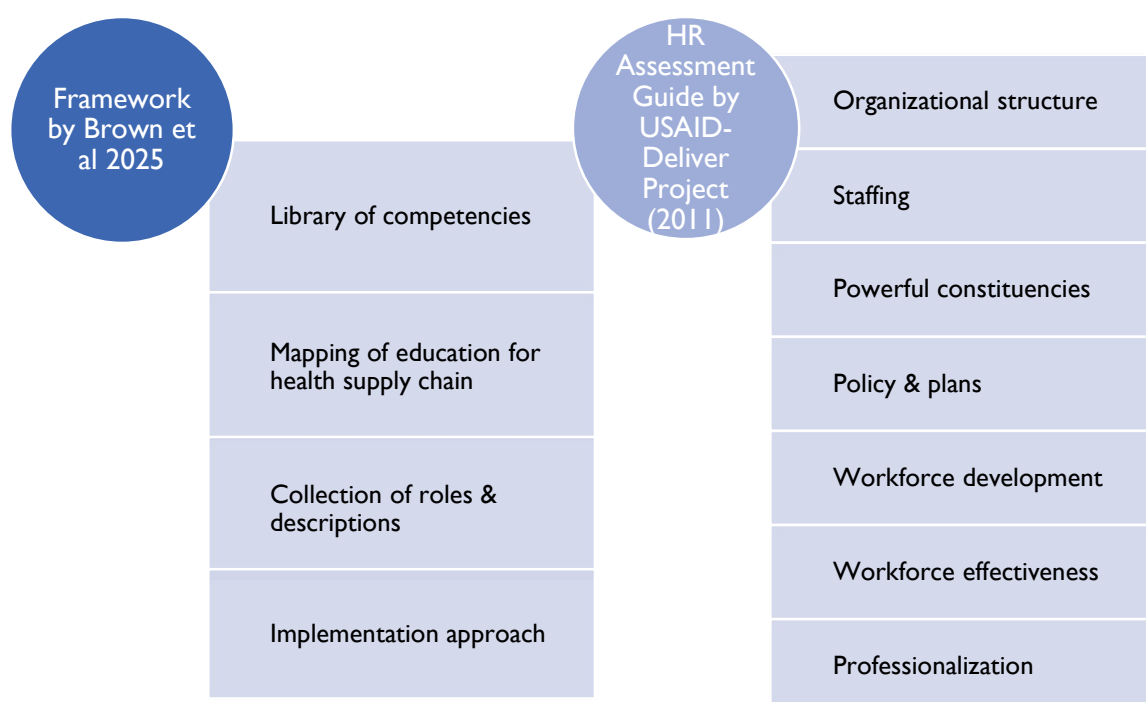 Framework
by Brown et
al 2025
Library of competencies
Mapping of education for
health supply chain
Collection of roles &
descriptions
Implementation approach
HR
Assessment
Guide by
USAID-
Deliver
Project
(2011)
Organizational structure
Staffing
Powerful constituencies
Policy & plans
Workforce development
Workforce effectiveness
Professionalization